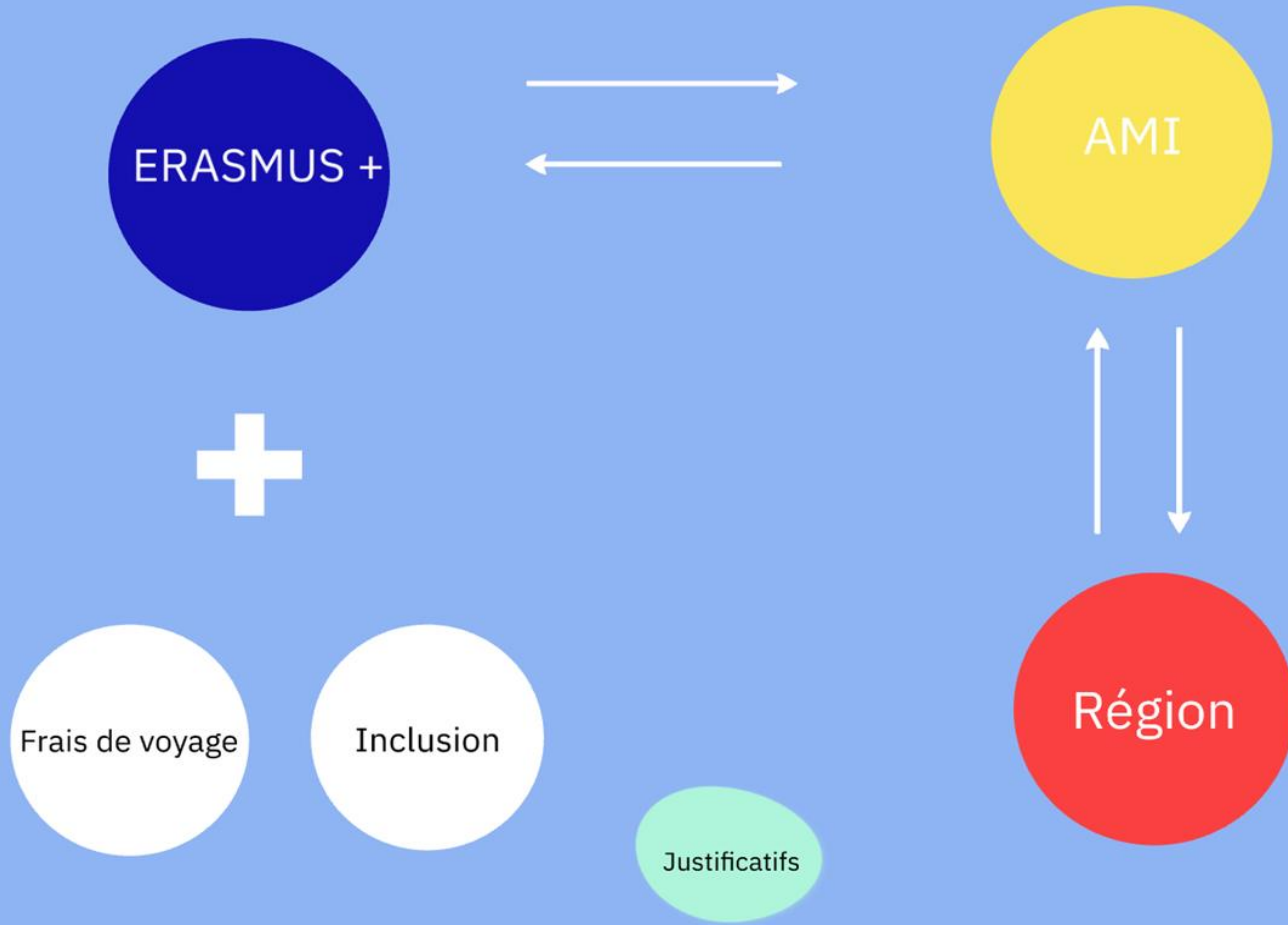 ERASMUS +
AMI
Région
Frais de voyage
Inclusion
Justificatifs